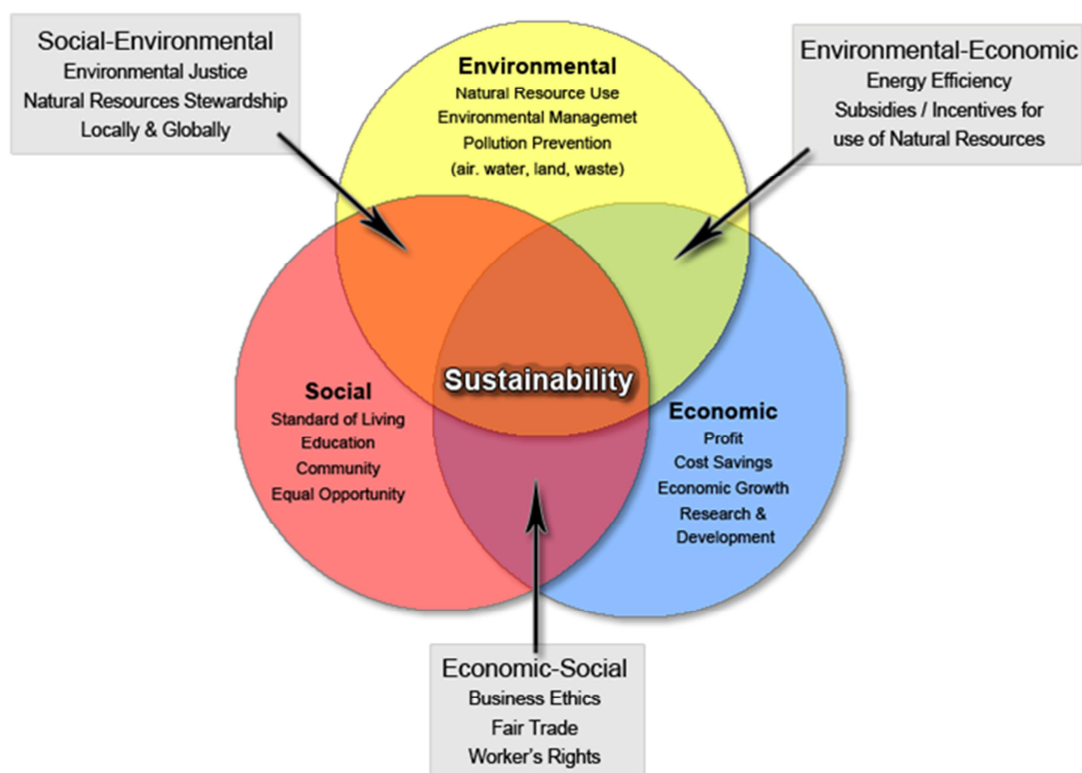 Social-Environmental
Environmental Justice
Natural Resources Stewardship
Locally & Globally
Environmental
Natural Resource Use
Environmental Managemet
Pollution Prevention
(air. water, land, waste)
Environmental-Economic
Energy Efficiency
Subsidies / Incentives for
use of Natural Resources
Sustainability
Social
Standard of Living
Education
Community
Equal Opportunity
Economic
Profit
Cost Savings
Economic Growth
Research &
Development
Economic-Social
Business Ethics
Fair Trade
Worker's Rights